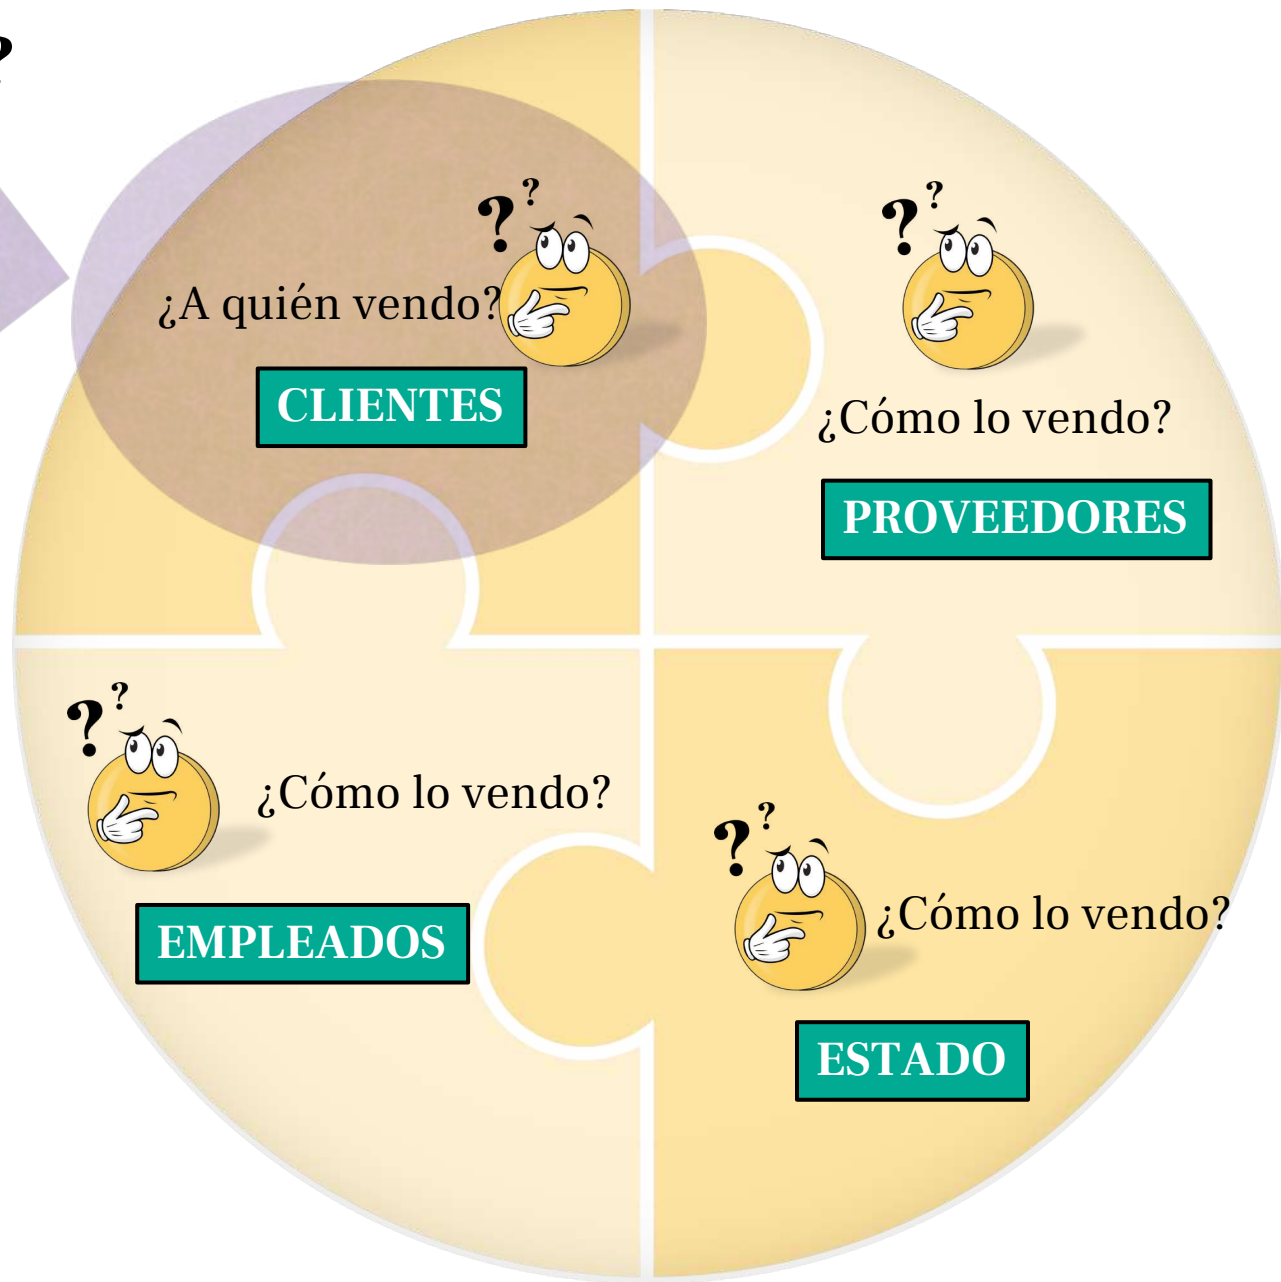 ?
? ?
¿A quién vendo?
CLIENTES
? ?
¿Cómo lo vendo?
PROVEEDORES
? ?
¿Cómo lo vendo?
EMPLEADOS
? ?
¿Cómo lo vendo?
ESTADO